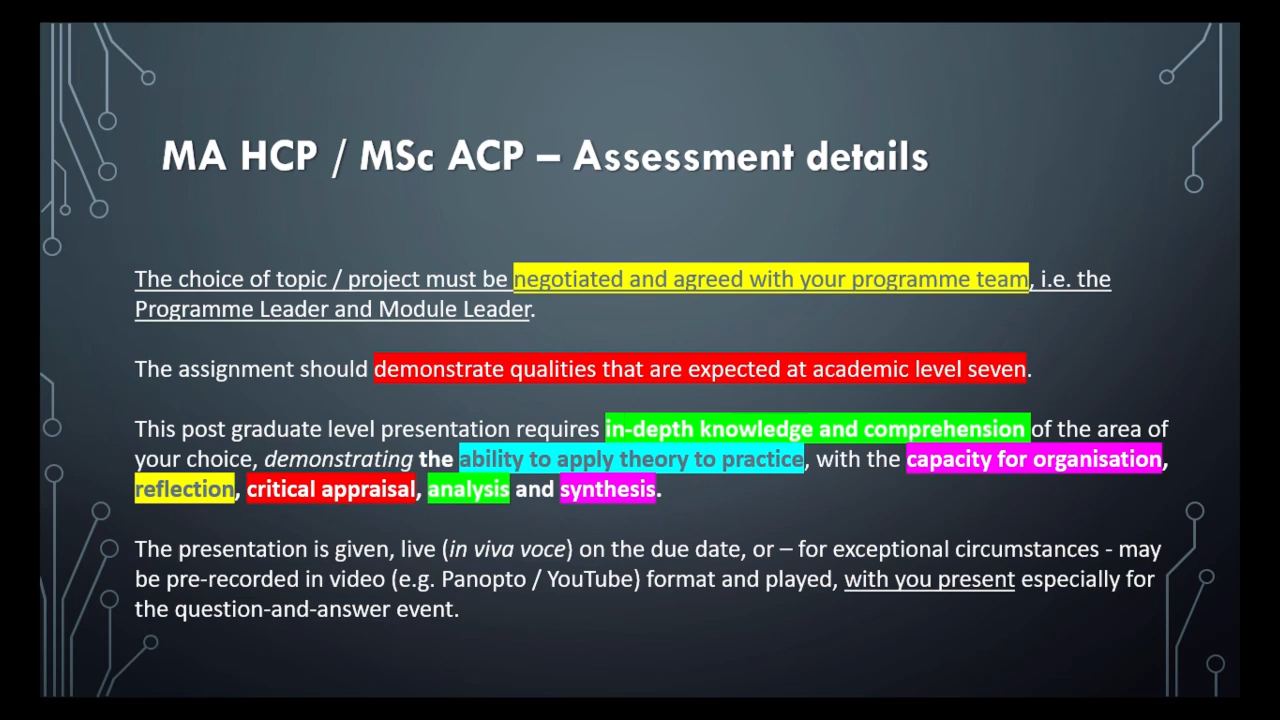 MA HCP / MSc ACP – Assessment details
The choice of topic / project must be negotiated and agreed with your programme team, i.e. the
Programme Leader and Module Leader.
The assignment should demonstrate qualities that are expected at academic level seven.
This post graduate level presentation requires in-depth knowledge and comprehension of the area of
your choice, demonstrating the ability to apply theory to practice, with the capacity for organisation,
reflection, critical appraisal, analysis and synthesis.
The presentation is given, live (in viva voce) on the due date, or – for exceptional circumstances - may
be pre-recorded in video (e.g. Panopto / YouTube) format and played, with you present especially for
the question-and-answer event.